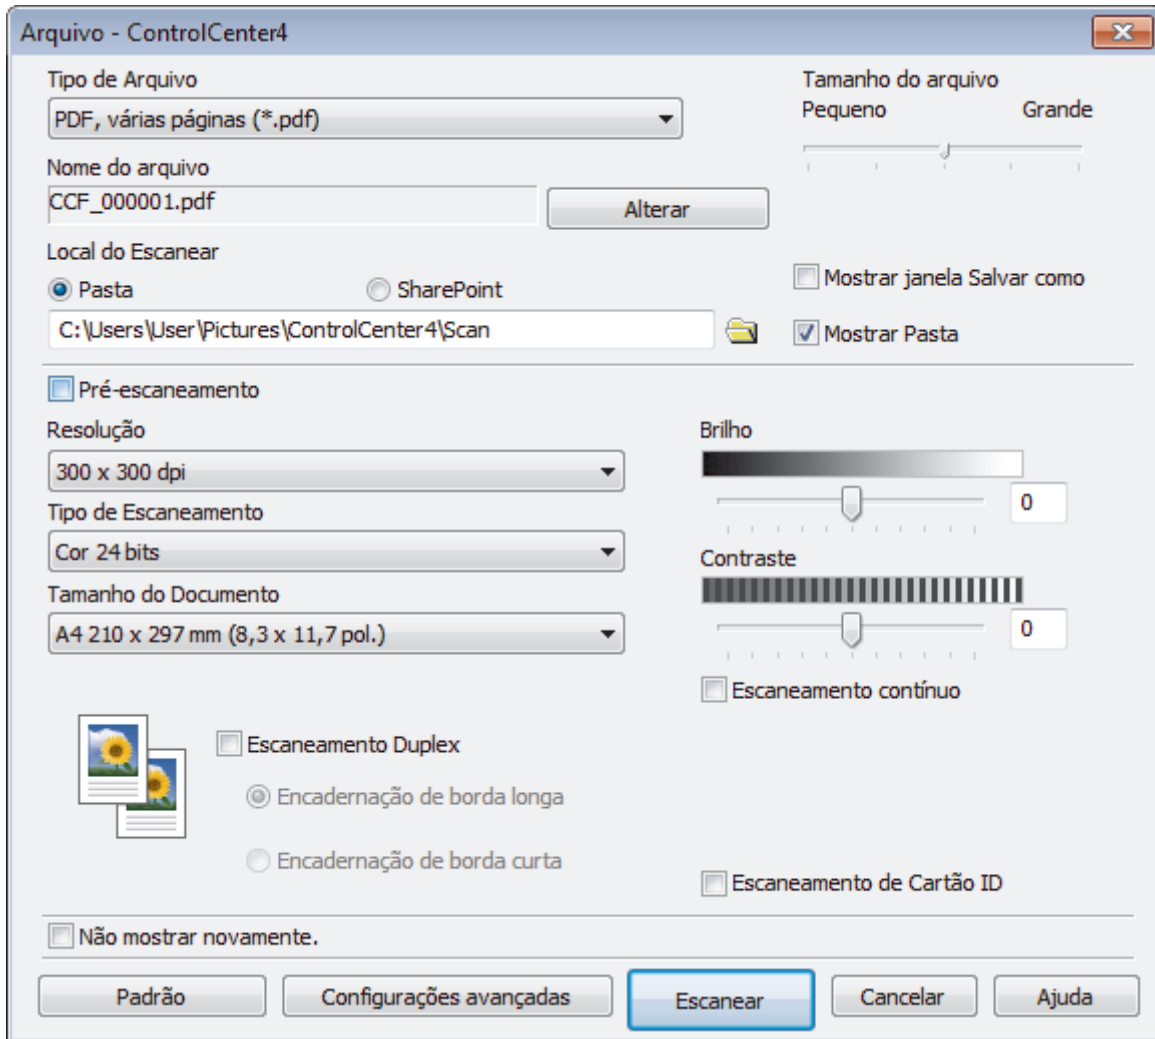 Arquivo - ControlCenter4
Tipo de Arquivo
PDF, várias páginas (*.pdf)
Tamanho do arquivo
Pequeno Grande
Nome do arquivo
CCF_000001.pdf
Alterar
Local do Escanear
Pasta
SharePoint
Mostrar janela Salvar como
C:\Users\User\Pictures\ControlCenter4\Scan
Mostrar Pasta
Pré-escaneamento
Resolução
300 x 300 dpi
Tipo de Escaneamento
Cor 24 bits
Tamanho do Documento
A4 210 x 297 mm (8,3 x 11,7 pol.)
Brilho
0
Contraste
0
Escaneamento contínuo
Escaneamento Duplex
Encadernação de borda longa
Encadernação de borda curta
Escaneamento de Cartão ID
Não mostrar novamente.
Padrão
Configurações avançadas
Escanear
Cancelar
Ajuda